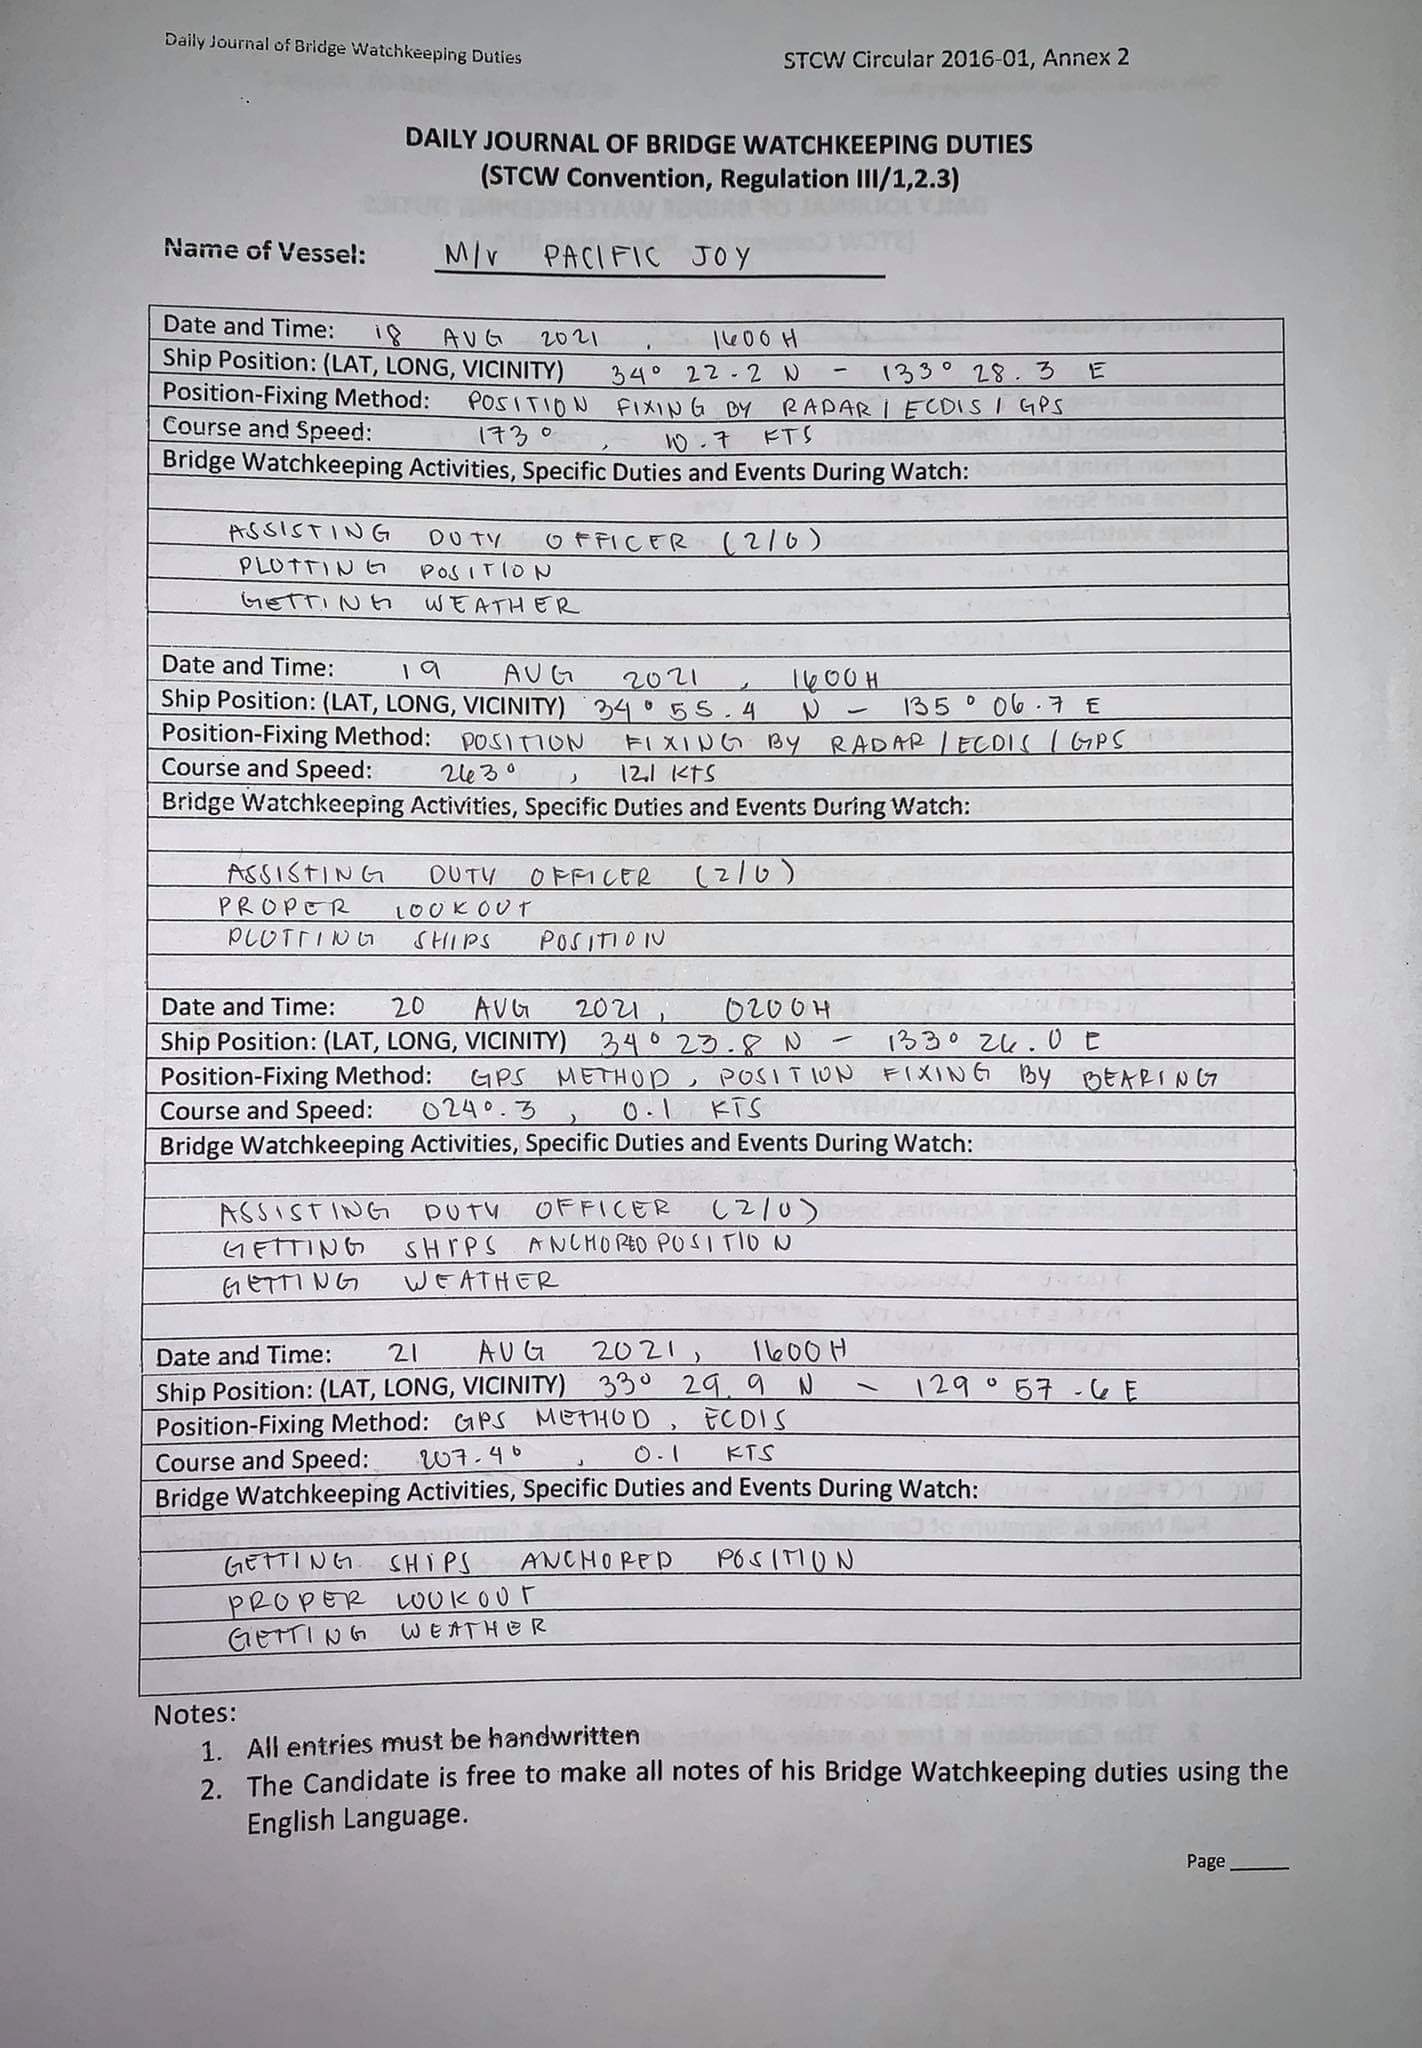 Daily Journal of Bridge Watchkeeping Duties
STCW Circular 2016-01, Annex 2
DAILY JOURNAL OF BRIDGE WATCHKEEPING DUTIES
(STCW Convention, Regulation III/1,2.3)
Name of Vessel: M/V PACIFIC JOY
Date and Time: 18 AUG 2021, 1600H
Ship Position: (LAT, LONG, VICINITY) 34° 22.2 N - 133° 28.3 E
Position-Fixing Method: POSITION FIXING BY RADAR / ECDIS / GPS
Course and Speed: 173°, 10.7 KTS
Bridge Watchkeeping Activities, Specific Duties and Events During Watch:
ASSISTING DUTY OFFICER (2/O)
PLOTTING POSITION
GETTING WEATHER
Date and Time: 19 AUG 2021, 1600H
Ship Position: (LAT, LONG, VICINITY) 34° 55.4 N - 135° 06.7 E
Position-Fixing Method: POSITION FIXING BY RADAR / ECDIS / GPS
Course and Speed: 263°, 12.1 KTS
Bridge Watchkeeping Activities, Specific Duties and Events During Watch:
ASSISTING DUTY OFFICER (2/O)
PROPER LOOKOUT
PLOTTING SHIPS POSITION
Date and Time: 20 AUG 2021, 0200H
Ship Position: (LAT, LONG, VICINITY) 34° 23.8 N - 133° 26.0 E
Position-Fixing Method: GPS METHOD, POSITION FIXING BY BEARING
Course and Speed: 024°.3, 0.1 KTS
Bridge Watchkeeping Activities, Specific Duties and Events During Watch:
ASSISTING DUTY OFFICER (2/O)
GETTING SHIPS ANCHORED POSITION
GETTING WEATHER
Date and Time: 21 AUG 2021, 1600H
Ship Position: (LAT, LONG, VICINITY) 33° 29.9 N - 129° 57.6 E
Position-Fixing Method: GPS METHOD, ECDIS
Course and Speed: 207.4°, 0.1 KTS
Bridge Watchkeeping Activities, Specific Duties and Events During Watch:
GETTING SHIPS ANCHORED POSITION
PROPER LOOKOUT
GETTING WEATHER
Notes:
1. All entries must be handwritten
2. The Candidate is free to make all notes of his Bridge Watchkeeping duties using the
English Language.
Page